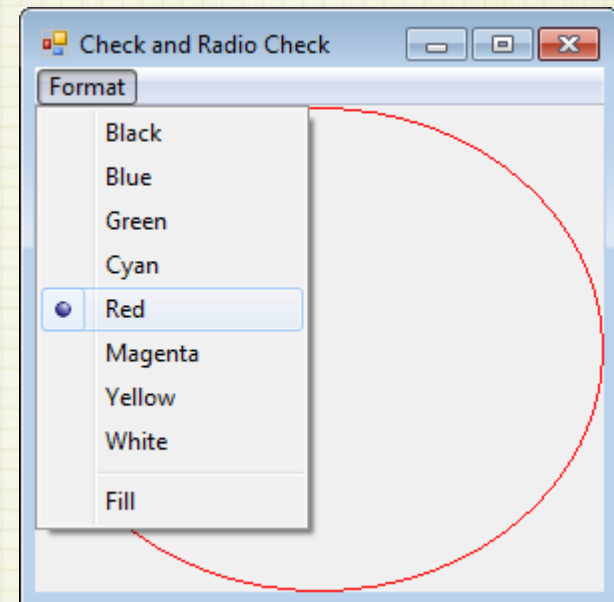 Check and Radio Check
Format
Black
Blue
Green
Cyan
Red
Magenta
Yellow
White
Fill